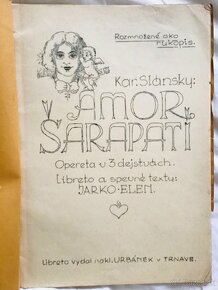 Rozmnožené ako
rukopis.
Kar. Slánsky:
AMOR
V ŠARAPATI
Opereta v 3 dejstvách.
Libreto a spevné texty:
JARKO ELEN.
Libreto vydal nakl. URBÁNEK v TRNAVE.